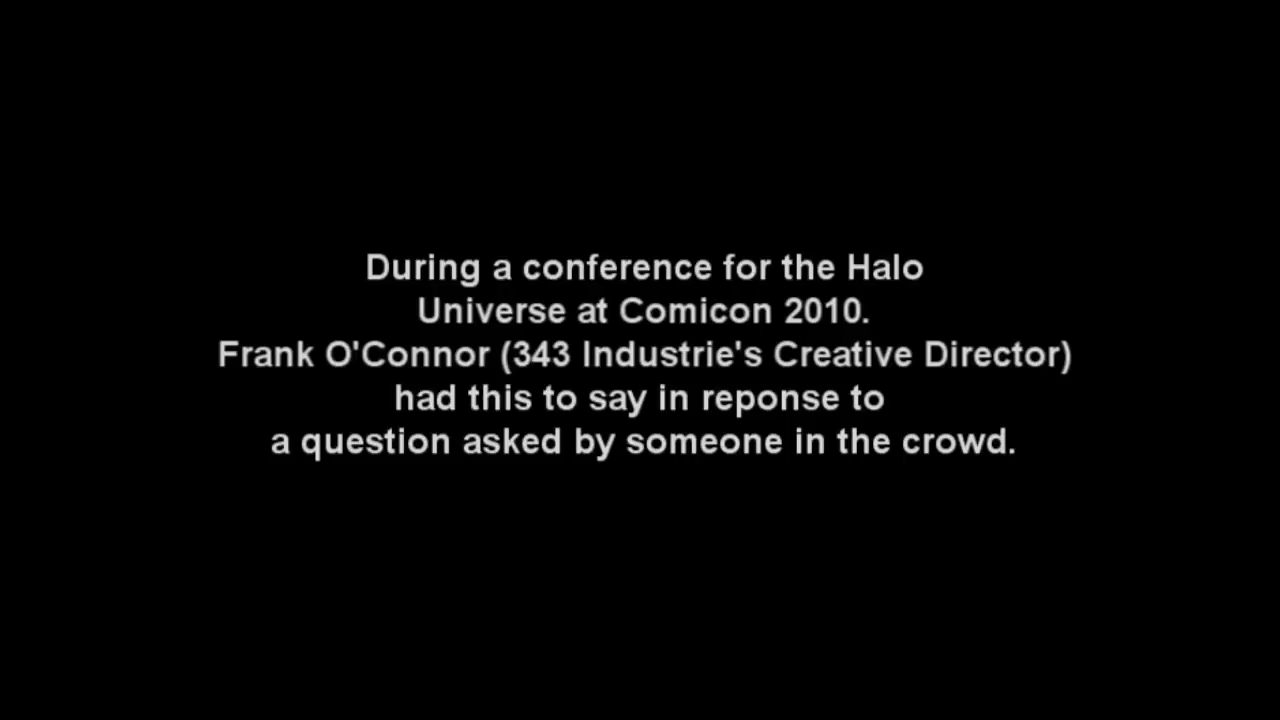 During a conference for the Halo
Universe at Comicon 2010.
Frank O'Connor (343 Industrie's Creative Director)
had this to say in reponse to
a question asked by someone in the crowd.